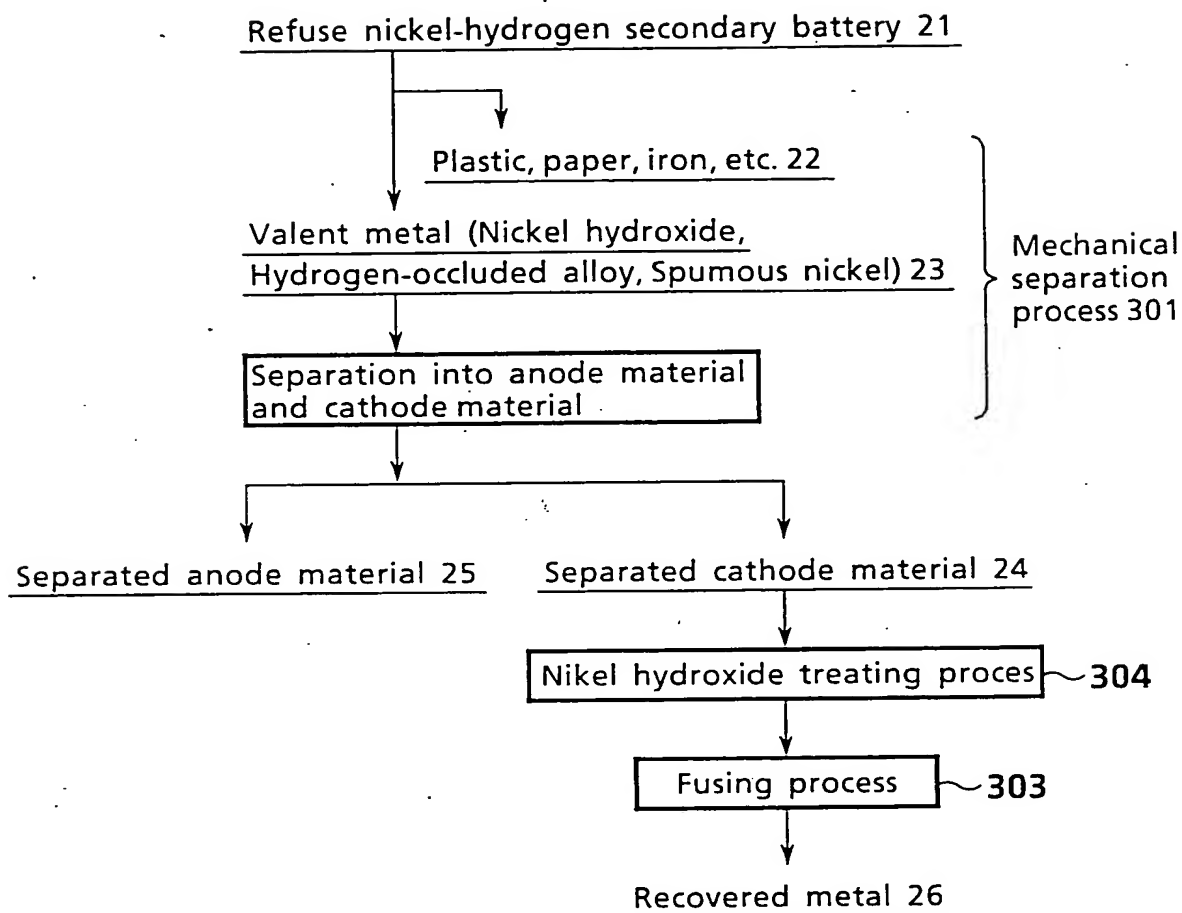 Refuse nickel-hydrogen secondary battery 21
Plastic, paper, iron, etc. 22
Valent metal (Nickel hydroxide,
Hydrogen-occluded alloy, Spumous nickel) 23
Mechanical
separation
process 301
Separation into anode material
and cathode material
Separated anode material 25
Separated cathode material 24
Nikel hydroxide treating proces
304
Fusing process
303
Recovered metal 26